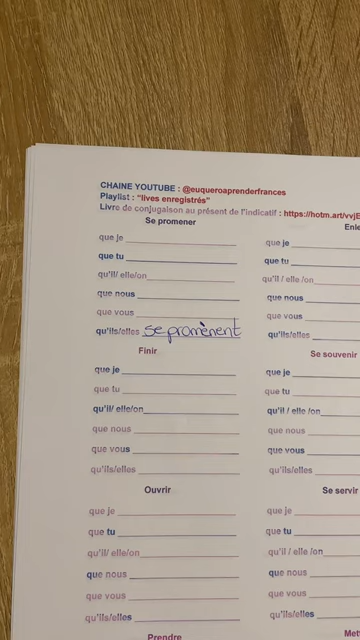 CHAINE YOUTUBE : @euqueroaprenderfrances
Playlist : "lives enregistrés"
Livre de conjugaison au présent de l'indicatif : https://hotm.art/vvjE
Se promener
que je
que tu
qu'il/ elle/on
que nous
que vous
qu'ils/elles se promènent
Finir
que je
que tu
qu'il/ elle/on
que nous
que vous
qu'ils/elles
Ouvrir
que je
que tu
qu'il/ elle/on
que nous
que vous
qu'ils/elles
Prendre
Enle
que je
que tu
qu'il / elle /on
que nous
que vous
qu'ils/elles
Se souvenir
que je
que tu
qu'il / elle /on
que nous
que vous
qu'ils/elles
Se servir
que je
que tu
qu'il / elle /on
que nous
que vous
qu'ils/elles
Met